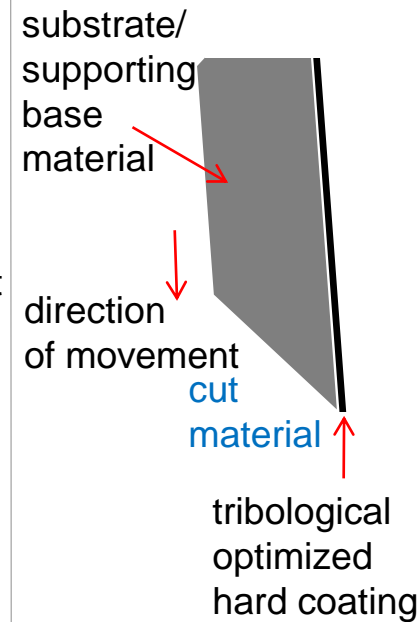 substrate/
supporting
base
material
direction
of movement
cut
material
tribological
optimized
hard coating